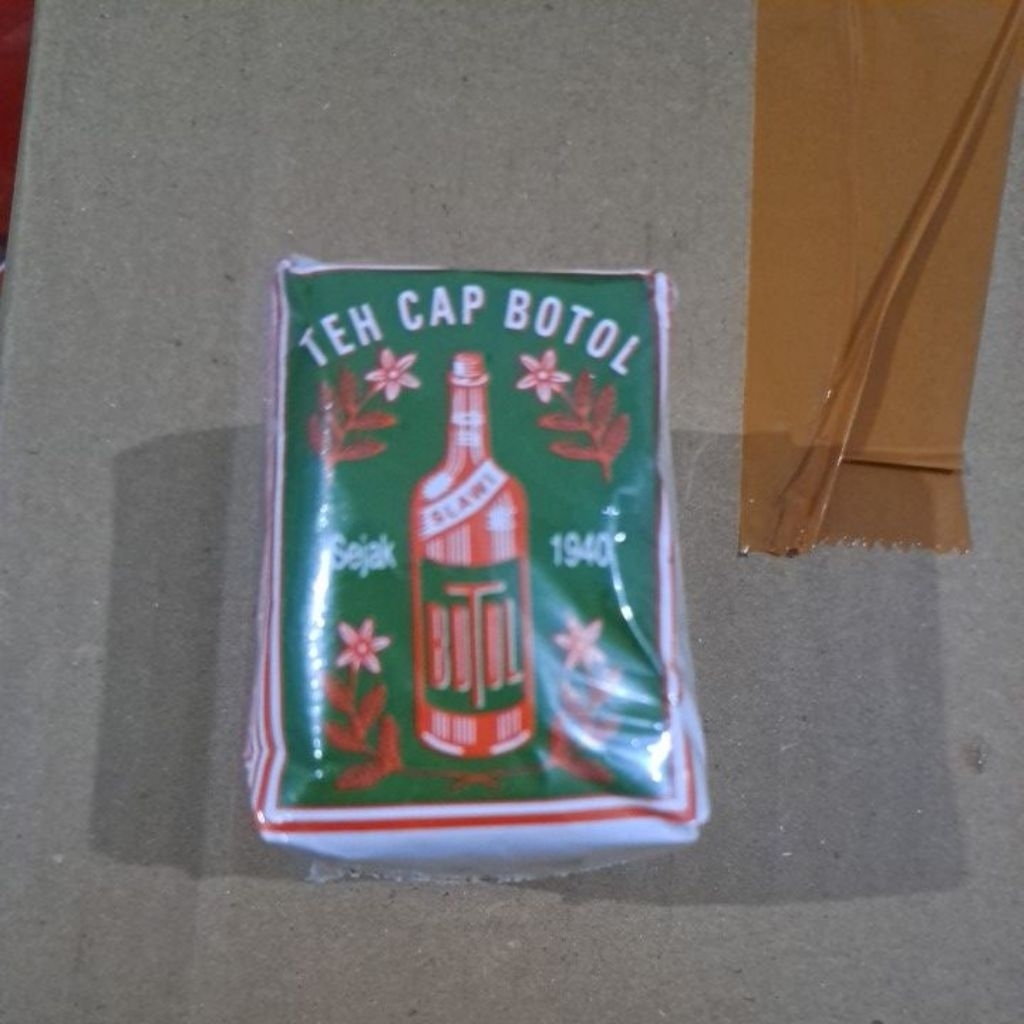 TEH CAP BOTOL
SLAWI
Sejak 1940
BOTOL